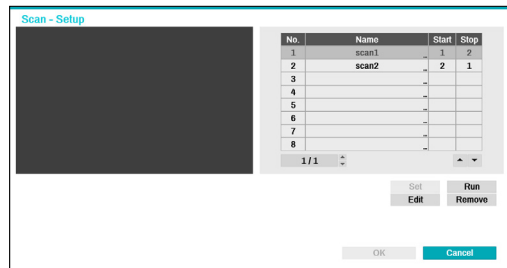 Scan - Setup
No. Name Start Stop
1 scan1 ... 1 2
2 scan2 ... 2 1
3 ...
4 ...
5 ...
6 ...
7 ...
8 ...
1 / 1
Set Run
Edit Remove
OK Cancel